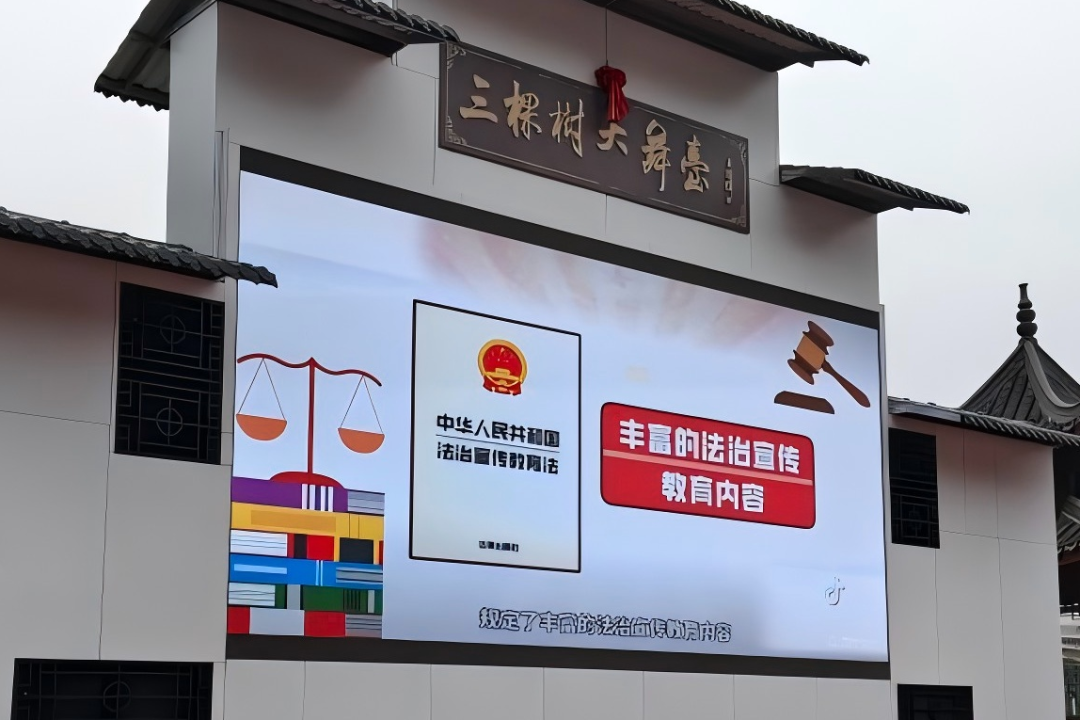 三棵树大舞臺
中华人民共和国
法治宣传教育法
丰富的法治宣传
教育内容
规定了丰富的法治宣传教育内容